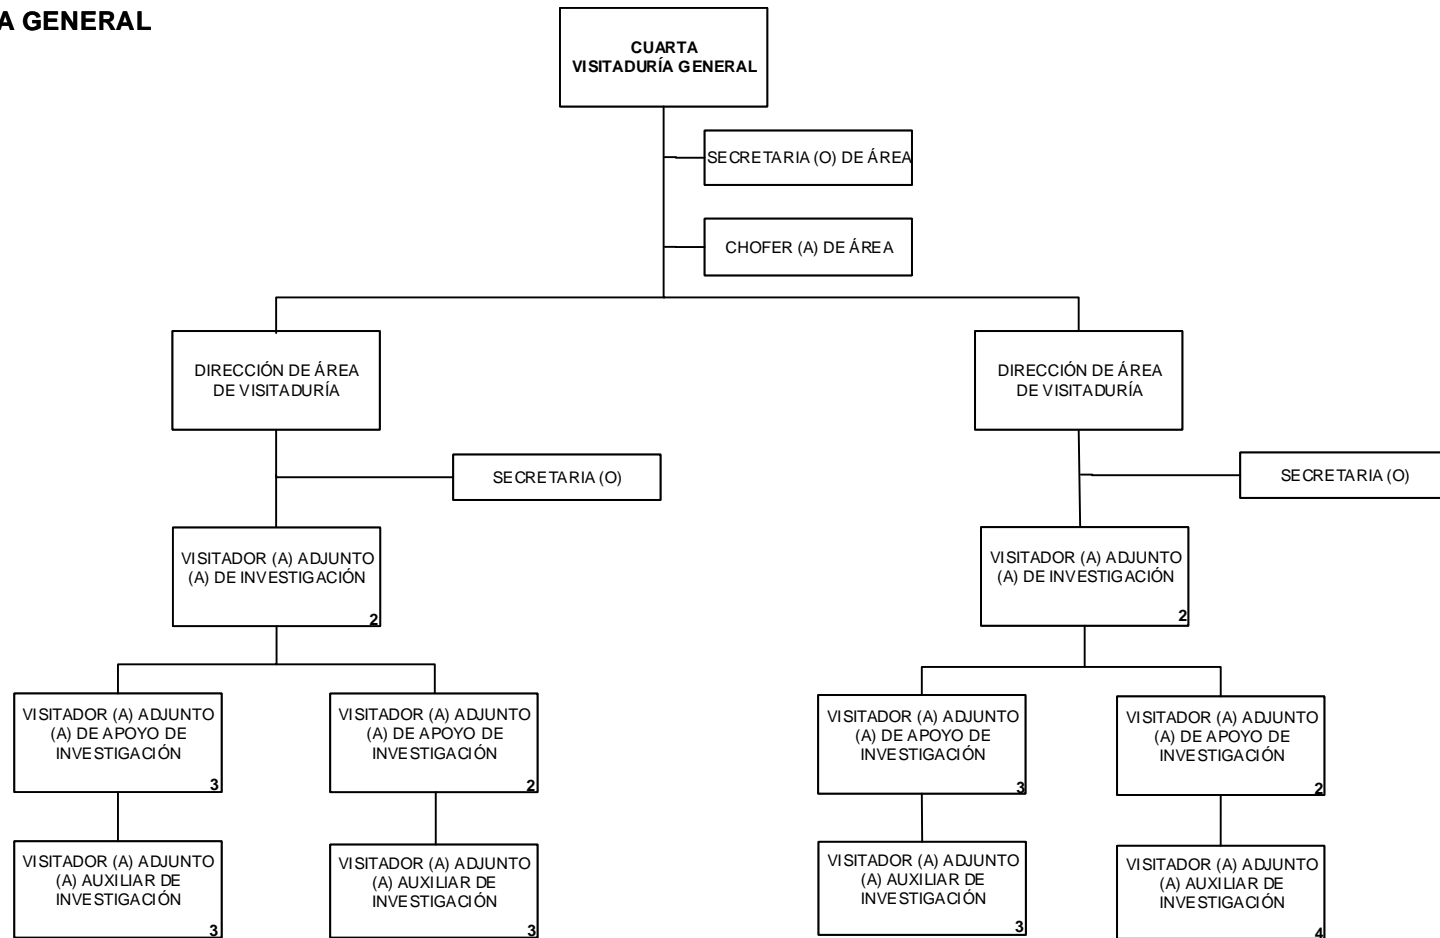 A GENERAL
CUARTA
VISITADURÍA GENERAL
SECRETARIA (O) DE ÁREA
CHOFER (A) DE ÁREA
DIRECCIÓN DE ÁREA
DE VISITADURÍA
DIRECCIÓN DE ÁREA
DE VISITADURÍA
SECRETARIA (O)
SECRETARIA (O)
VISITADOR (A) ADJUNTO
(A) DE INVESTIGACIÓN
2
VISITADOR (A) ADJUNTO
(A) DE INVESTIGACIÓN
2
VISITADOR (A) ADJUNTO
(A) DE APOYO DE
INVESTIGACIÓN
3
VISITADOR (A) ADJUNTO
(A) DE APOYO DE
INVESTIGACIÓN
2
VISITADOR (A) ADJUNTO
(A) DE APOYO DE
INVESTIGACIÓN
3
VISITADOR (A) ADJUNTO
(A) DE APOYO DE
INVESTIGACIÓN
2
VISITADOR (A) ADJUNTO
(A) AUXILIAR DE
INVESTIGACIÓN
3
VISITADOR (A) ADJUNTO
(A) AUXILIAR DE
INVESTIGACIÓN
3
VISITADOR (A) ADJUNTO
(A) AUXILIAR DE
INVESTIGACIÓN
3
VISITADOR (A) ADJUNTO
(A) AUXILIAR DE
INVESTIGACIÓN
4